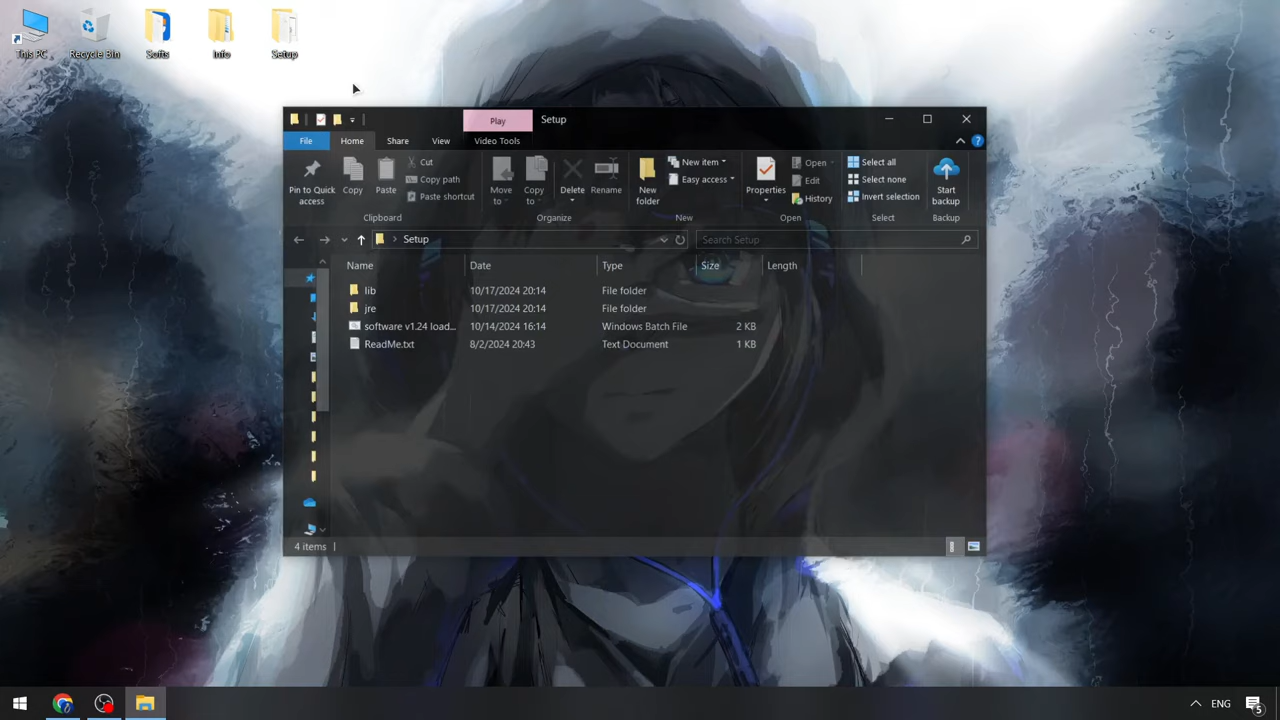 This PC
Recycle Bin
Softs
Info
Setup
Play
Setup
File
Home
Share
View
Video Tools
Pin to Quick access
Copy
Paste
Cut
Copy path
Paste shortcut
Move to
Copy to
Delete
Rename
New folder
New item
Easy access
Properties
Open
Edit
History
Select all
Select none
Invert selection
Start backup
Clipboard
Organize
New
Open
Select
Backup
Setup
Search Setup
Name Date Type Size Length
lib 10/17/2024 20:14 File folder
jre 10/17/2024 20:14 File folder
software v1.24 load... 10/14/2024 16:14 Windows Batch File 2 KB
ReadMe.txt 8/2/2024 20:43 Text Document 1 KB
4 items
ENG
5